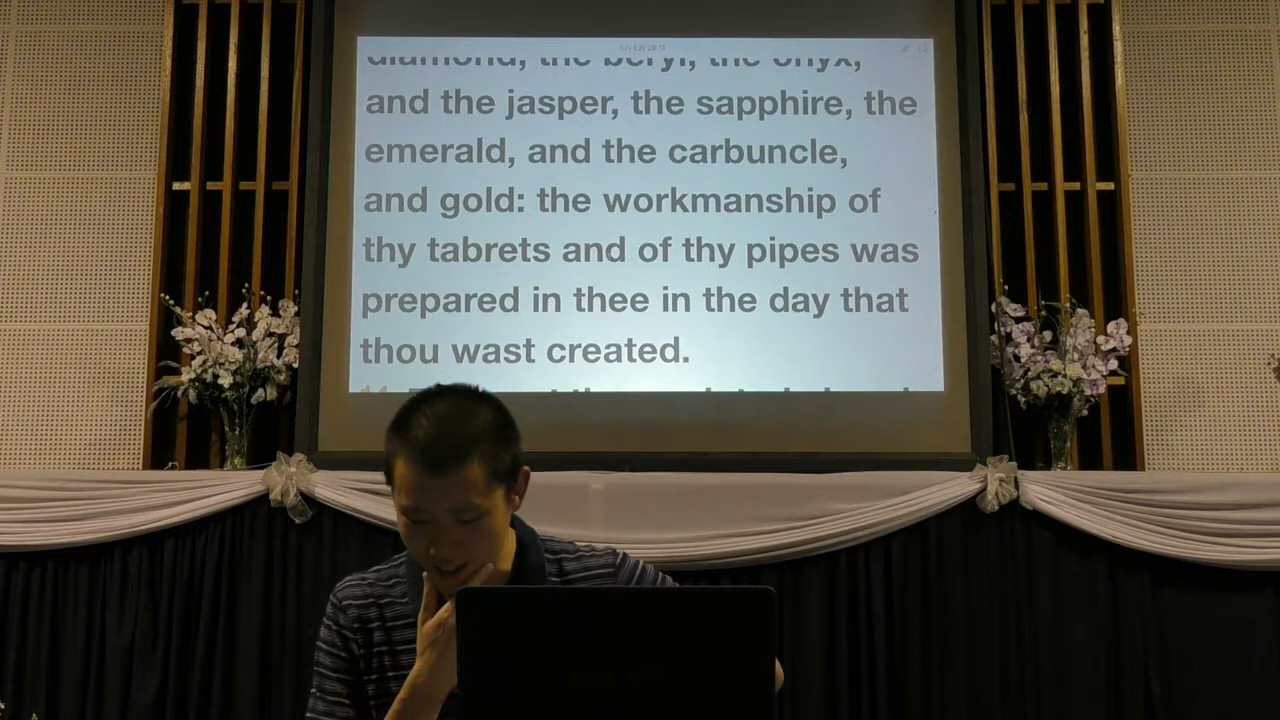 diamond, the beryl, the onyx,
and the jasper, the sapphire, the
emerald, and the carbuncle,
and gold: the workmanship of
thy tabrets and of thy pipes was
prepared in thee in the day that
thou wast created.